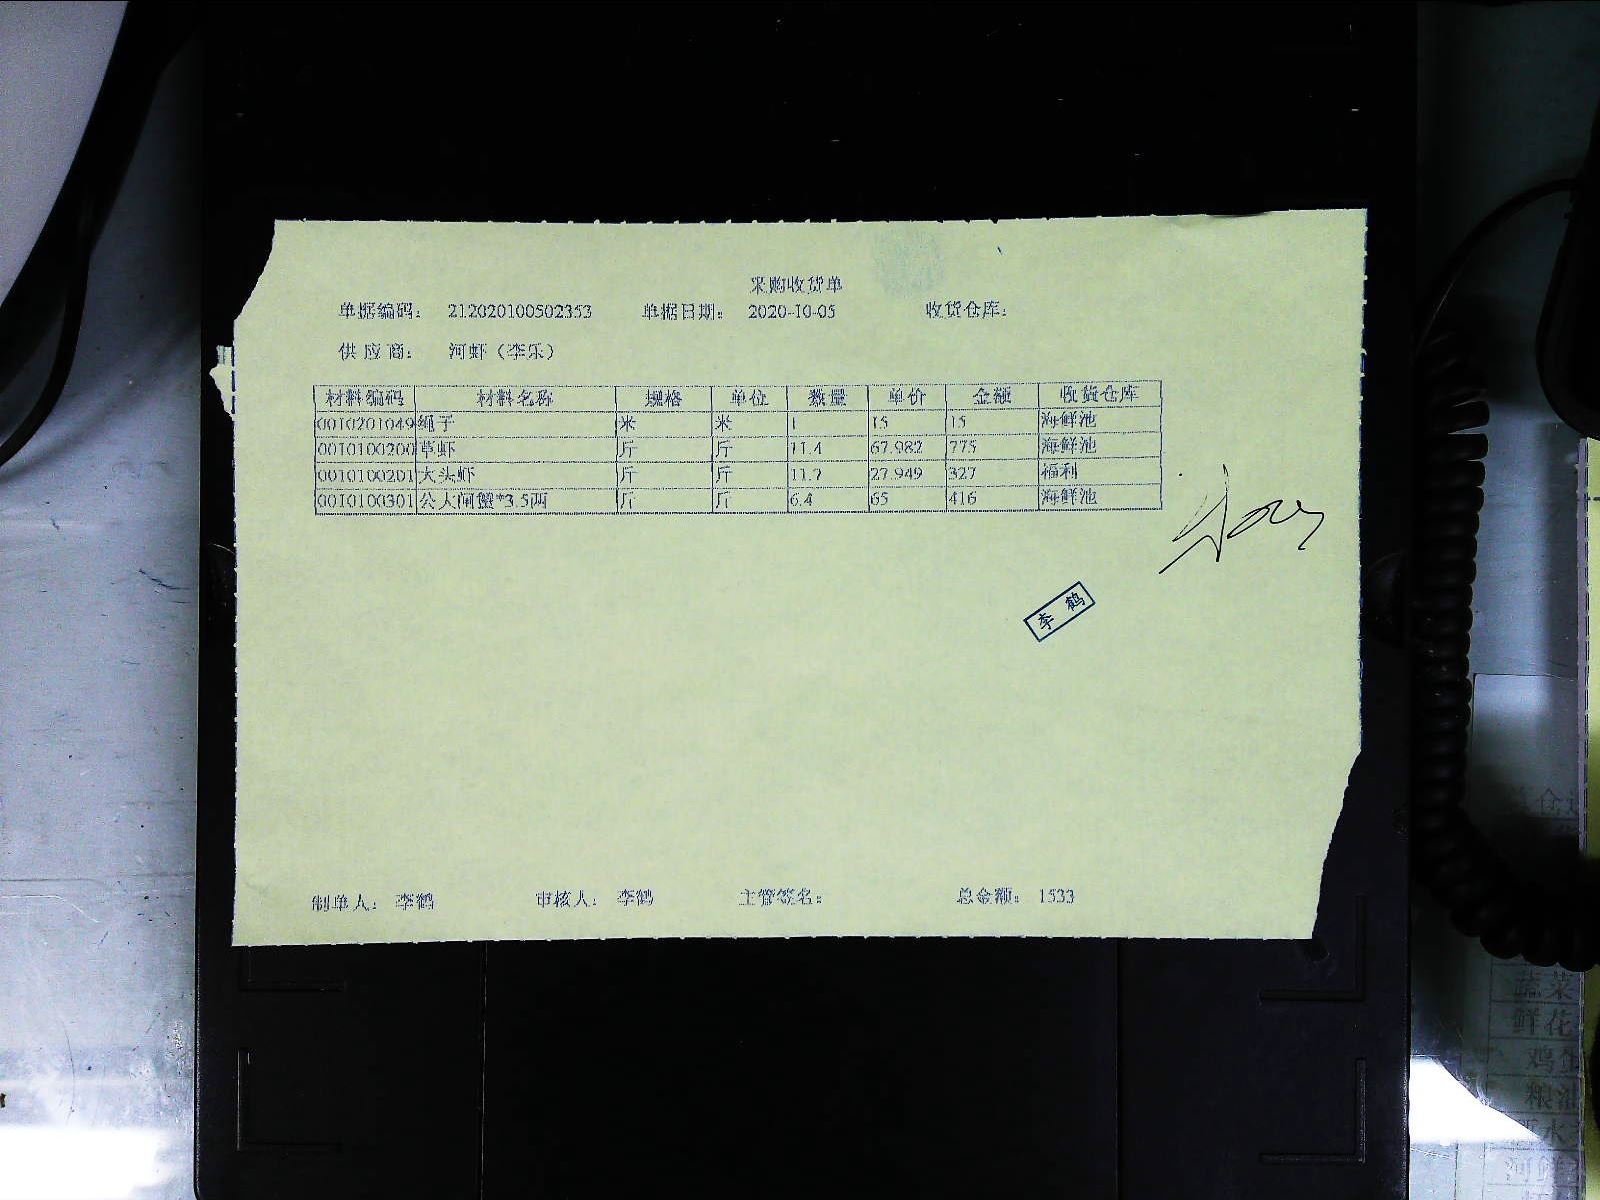 采购收货单
单据编码： 212020100502353 单据日期： 2020-10-05 收货仓库：
供应商： 河虾（李乐）
材料编码 材料名称 规格 单位 数量 单价 金额 收货仓库
0010201049 绳子 米 米 1 15 15 海鲜池
0010100200 草虾 斤 斤 11.4 67.982 775 海鲜池
0010100201 大头虾 斤 斤 11.7 27.949 327 福利
0010100301 公大闸蟹*3.5两 斤 斤 6.4 65 416 海鲜池
李鹤
制单人： 李鹤 审核人： 李鹤 主管签名： 总金额： 1533
蔬菜
鲜花